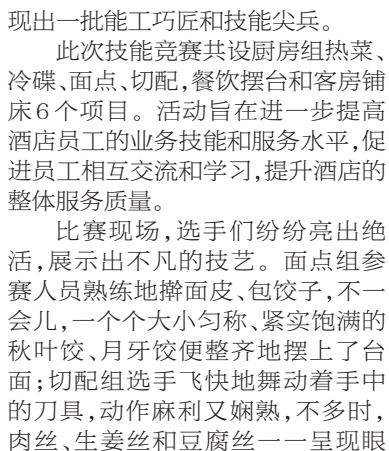 现出一批能工巧匠和技能尖兵。
此次技能竞赛共设厨房组热菜、
冷碟、面点、切配,餐饮摆台和客房铺
床6个项目。活动旨在进一步提高
酒店员工的业务技能和服务水平,促
进员工相互交流和学习,提升酒店的
整体服务质量。
比赛现场,选手们纷纷亮出绝
活,展示出不凡的技艺。面点组参
赛人员熟练地擀面皮、包饺子,不一
会儿,一个个大小匀称、紧实饱满的
秋叶饺、月牙饺便整齐地摆上了台
面;切配组选手飞快地舞动着手中
的刀具,动作麻利又娴熟,不多时,
肉丝、生姜丝和豆腐丝一一呈现眼